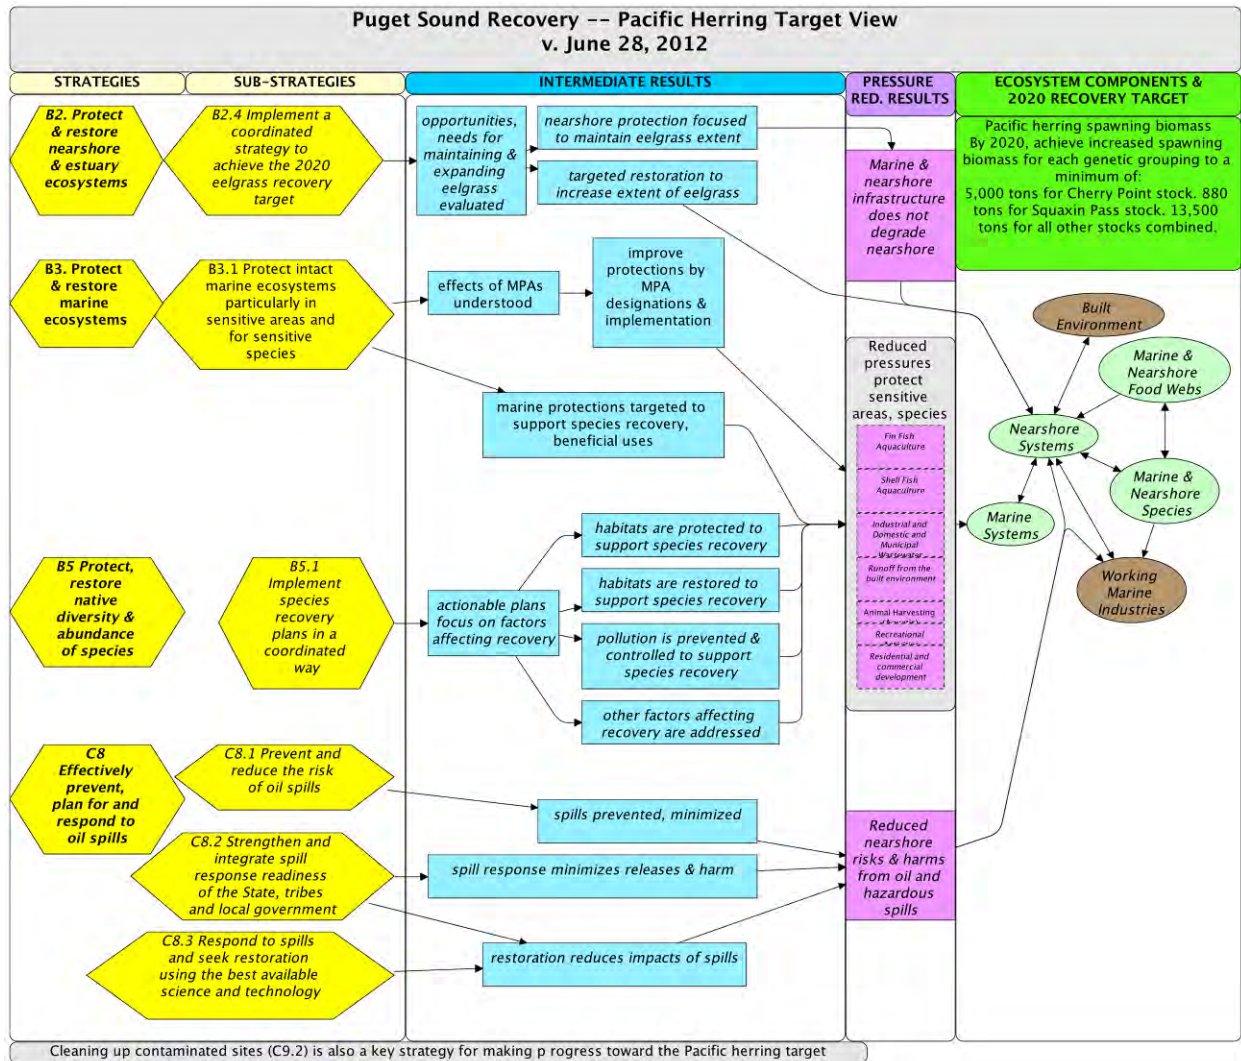 Puget Sound Recovery -- Pacific Herring Target View
v. June 28, 2012
STRATEGIES
SUB-STRATEGIES
INTERMEDIATE RESULTS
PRESSURE
RED. RESULTS
ECOSYSTEM COMPONENTS &
2020 RECOVERY TARGET
B2. Protect
& restore
nearshore
& estuary
ecosystems
B2.4 Implement a
coordinated
strategy to
achieve the 2020
eelgrass recovery
target
opportunities,
needs for
maintaining &
expanding
eelgrass
evaluated
nearshore protection focused
to maintain eelgrass extent
targeted restoration to
increase extent of eelgrass
Marine &
nearshore
infrastructure
does not
degrade
nearshore
Pacific herring spawning biomass
By 2020, achieve increased spawning
biomass for each genetic grouping to a
minimum of:
5,000 tons for Cherry Point stock. 880
tons for Squaxin Pass stock. 13,500
tons for all other stocks combined.
B3. Protect
& restore
marine
ecosystems
B3.1 Protect intact
marine ecosystems
particularly in
sensitive areas and
for sensitive
species
effects of MPAs
understood
improve
protections by
MPA
designations &
implementation
marine protections targeted to
support species recovery,
beneficial uses
Reduced
pressures
protect
sensitive
areas, species
Fin Fish
Aquaculture
Shell Fish
Aquaculture
Industrial and
Domestic and
Municipal
Wastewater
Runoff from the
built environment
Animal Harvesting
Recreational
Residential and
commercial
development
Built
Environment
Marine &
Nearshore
Food Webs
Nearshore
Systems
Marine &
Nearshore
Species
Marine
Systems
Working
Marine
Industries
B5 Protect,
restore
native
diversity &
abundance
of species
B5.1
Implement
species
recovery
plans in a
coordinated
way
actionable plans
focus on factors
affecting recovery
habitats are protected to
support species recovery
habitats are restored to
support species recovery
pollution is prevented &
controlled to support
species recovery
other factors affecting
recovery are addressed
C8
Effectively
prevent,
plan for and
respond to
oil spills
C8.1 Prevent and
reduce the risk
of oil spills
C8.2 Strengthen and
integrate spill
response readiness
of the State, tribes
and local government
C8.3 Respond to spills
and seek restoration
using the best available
science and technology
spills prevented, minimized
spill response minimizes releases & harm
restoration reduces impacts of spills
Reduced
nearshore
risks & harms
from oil and
hazardous
spills
Cleaning up contaminated sites (C9.2) is also a key strategy for making p rogress toward the Pacific herring target